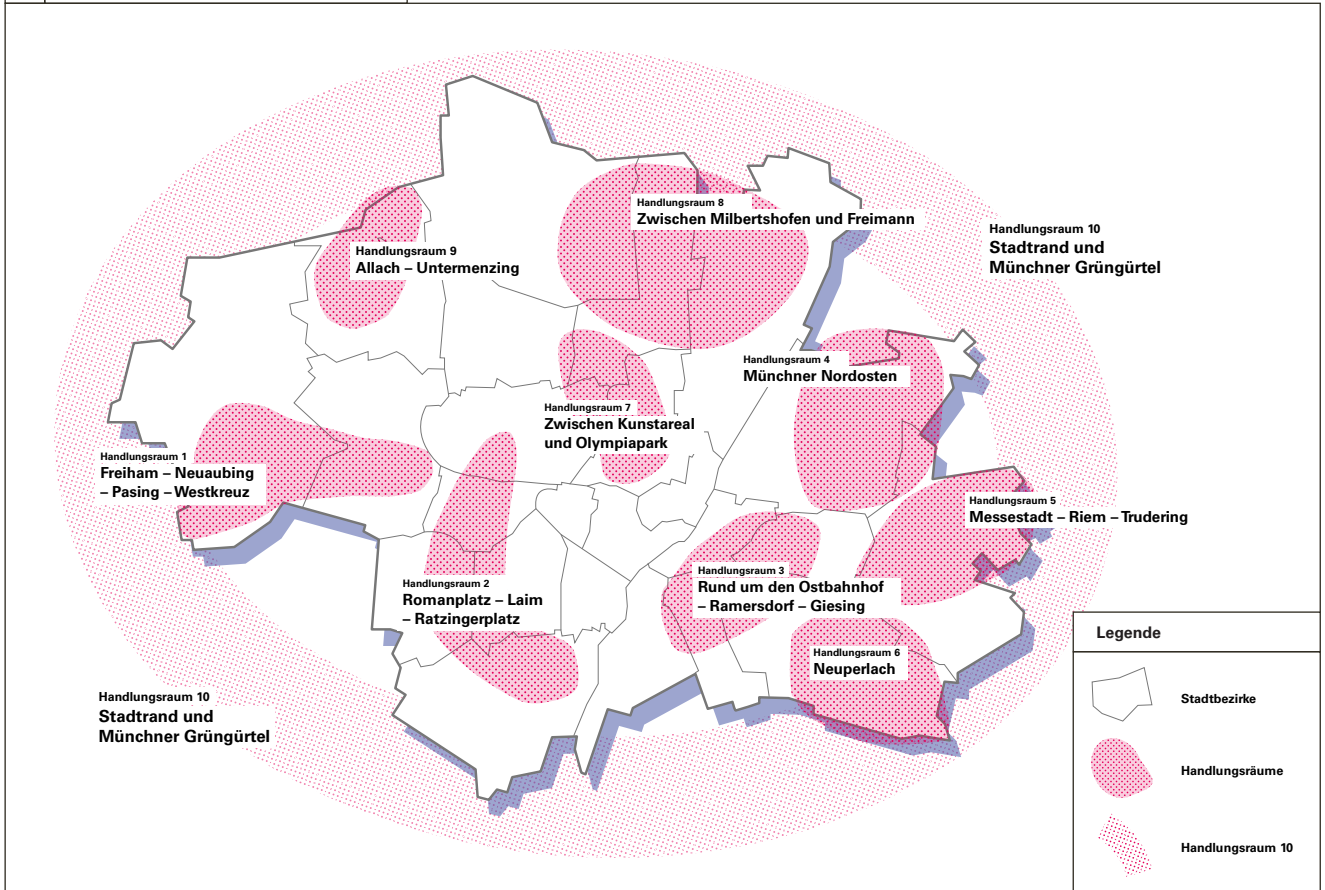 Handlungsraum 8
Zwischen Milbertshofen und Freimann
Handlungsraum 10
Stadtrand und
Münchner Grüngürtel
Handlungsraum 9
Allach – Untermenzing
Handlungsraum 4
Münchner Nordosten
Handlungsraum 7
Zwischen Kunstareal
und Olympiapark
Handlungsraum 1
Freiham – Neuaubing
– Pasing – Westkreuz
Handlungsraum 5
Messestadt – Riem – Trudering
Handlungsraum 2
Romanplatz – Laim
– Ratzingerplatz
Handlungsraum 3
Rund um den Ostbahnhof
– Ramersdorf – Giesing
Handlungsraum 6
Neuperlach
Handlungsraum 10
Stadtrand und
Münchner Grüngürtel
Legende
Stadtbezirke
Handlungsräume
Handlungsraum 10